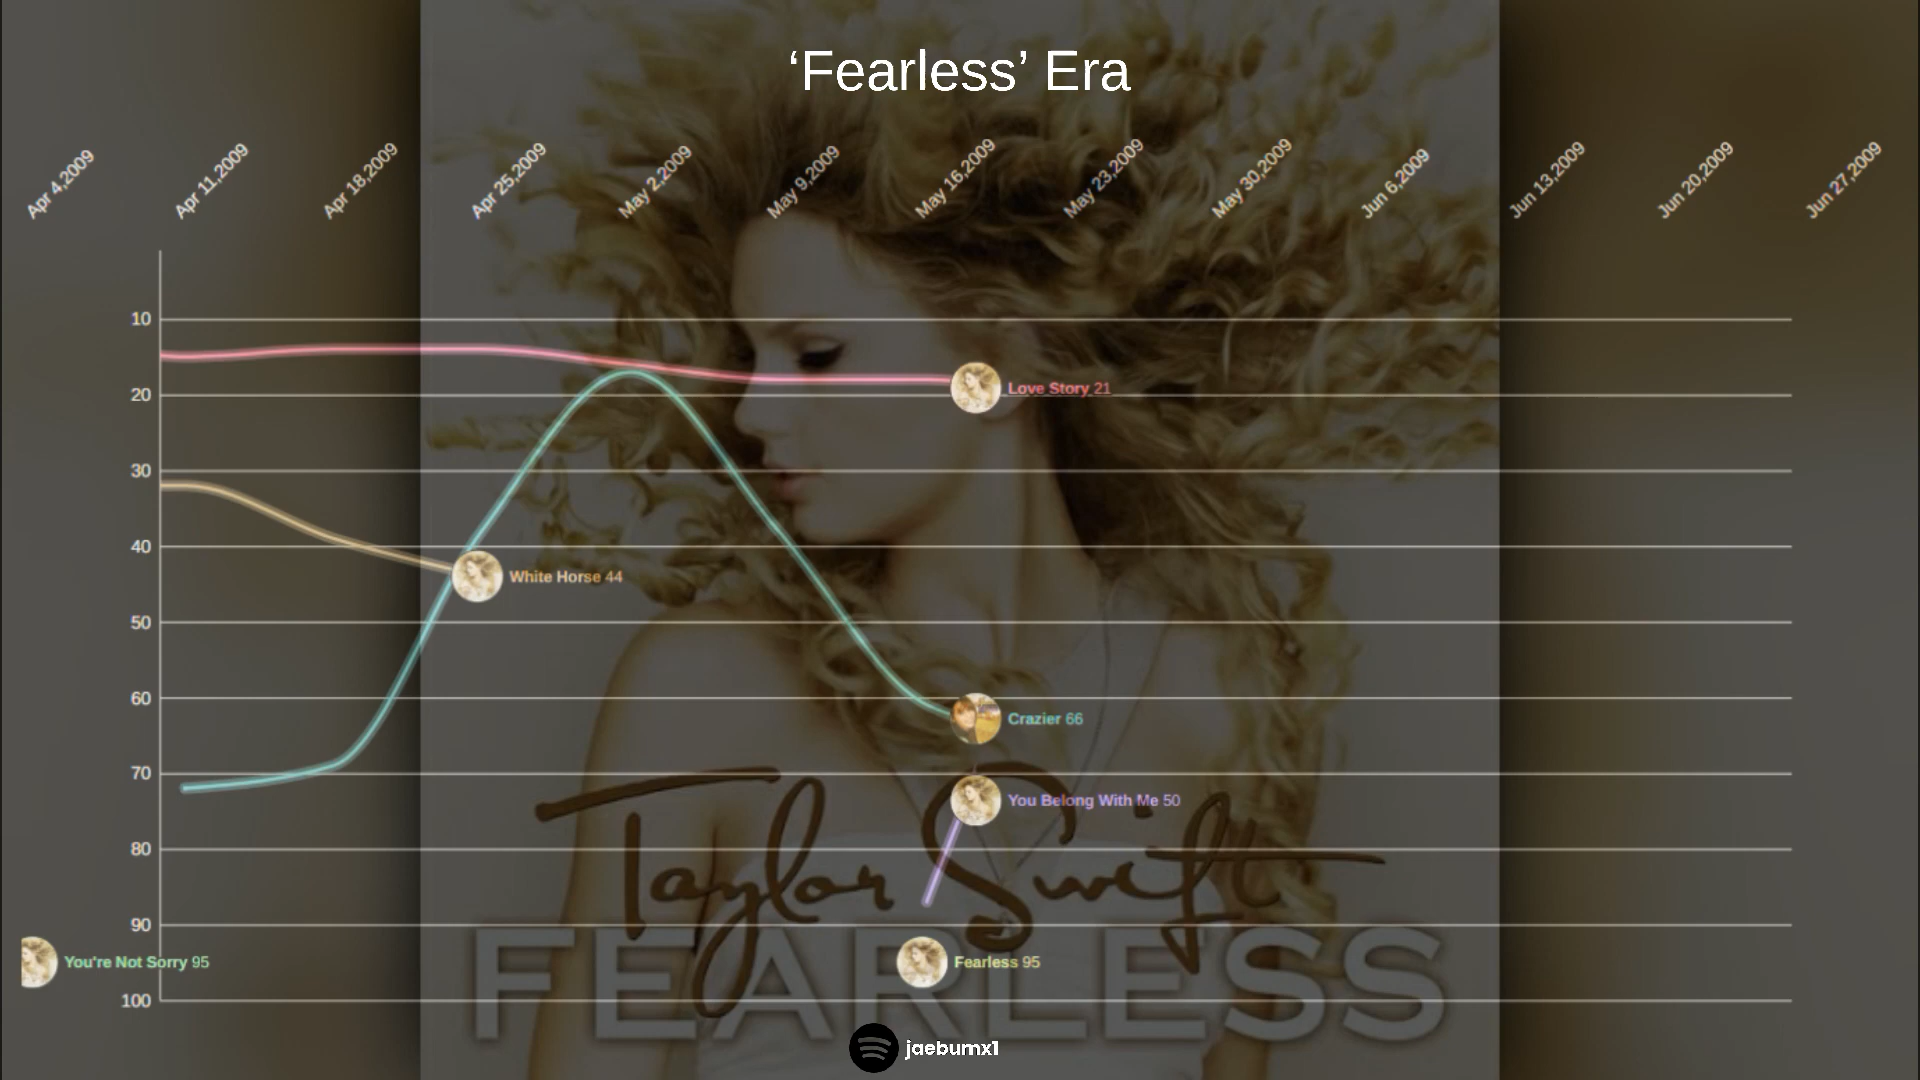 ‘Fearless’ Era
Apr 4,2009
Apr 11,2009
Apr 18,2009
Apr 25,2009
May 2,2009
May 9,2009
May 16,2009
May 23,2009
May 30,2009
Jun 6,2009
Jun 13,2009
Jun 20,2009
Jun 27,2009
10
20
Love Story 21
30
40
White Horse 44
50
60
Crazier 66
70
You Belong With Me 50
80
Taylor Swift
90
You're Not Sorry 95
Fearless 95
FEARLESS
100
jaebumx1